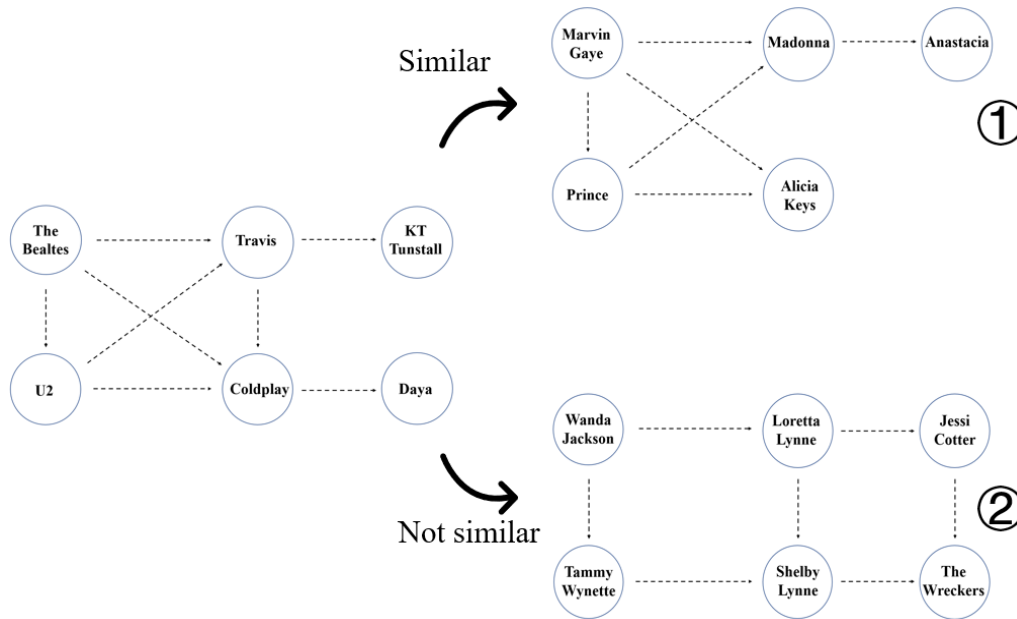 Marvin
Gaye
Madonna
Anastacia
Similar
①
Prince
Alicia
Keys
The
Bealtes
Travis
KT
Tunstall
U2
Coldplay
Daya
Wanda
Jackson
Loretta
Lynne
Jessi
Cotter
②
Not similar
Tammy
Wynette
Shelby
Lynne
The
Wreckers